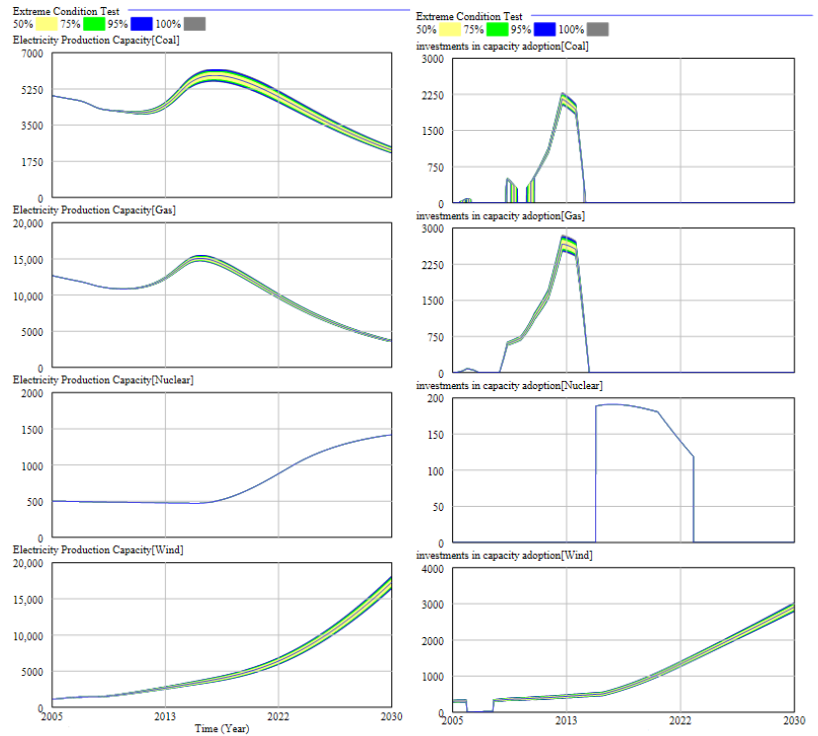 Extreme Condition Test
50% 75% 95% 100%
Electricity Production Capacity[Coal]
7000
5250
3500
1750
0
Electricity Production Capacity[Gas]
20,000
15,000
10,000
5000
0
Electricity Production Capacity[Nuclear]
2000
1500
1000
500
0
Electricity Production Capacity[Wind]
20,000
15,000
10,000
5000
0
2005 2013 2022 2030
Time (Year)
Extreme Condition Test
50% 75% 95% 100%
investments in capacity adoption[Coal]
3000
2250
1500
750
0
investments in capacity adoption[Gas]
3000
2250
1500
750
0
investments in capacity adoption[Nuclear]
200
150
100
50
0
investments in capacity adoption[Wind]
4000
3000
2000
1000
0
2005 2013 2022 2030